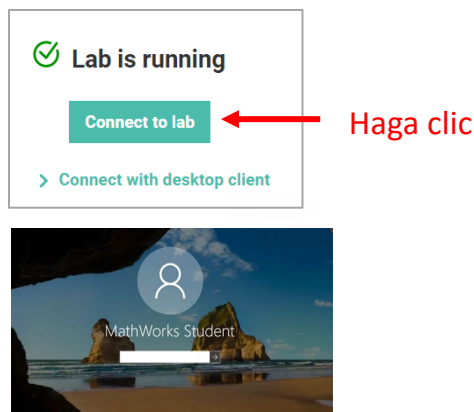 Lab is running
Connect to lab
Haga clic
Connect with desktop client
MathWorks Student